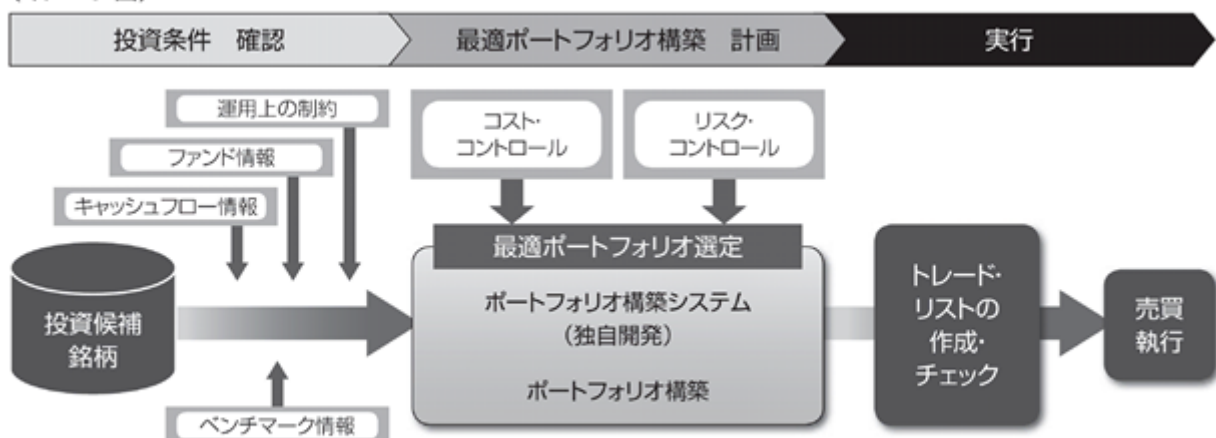 投資条件　確認
最適ポートフォリオ構築　計画
実行
運用上の制約
ファンド情報
キャッシュフロー情報
投資候補
銘柄
ベンチマーク情報
コスト・
コントロール
リスク・
コントロール
最適ポートフォリオ選定
ポートフォリオ構築システム
（独自開発）
ポートフォリオ構築
トレード・
リストの
作成・
チェック
売買
執行